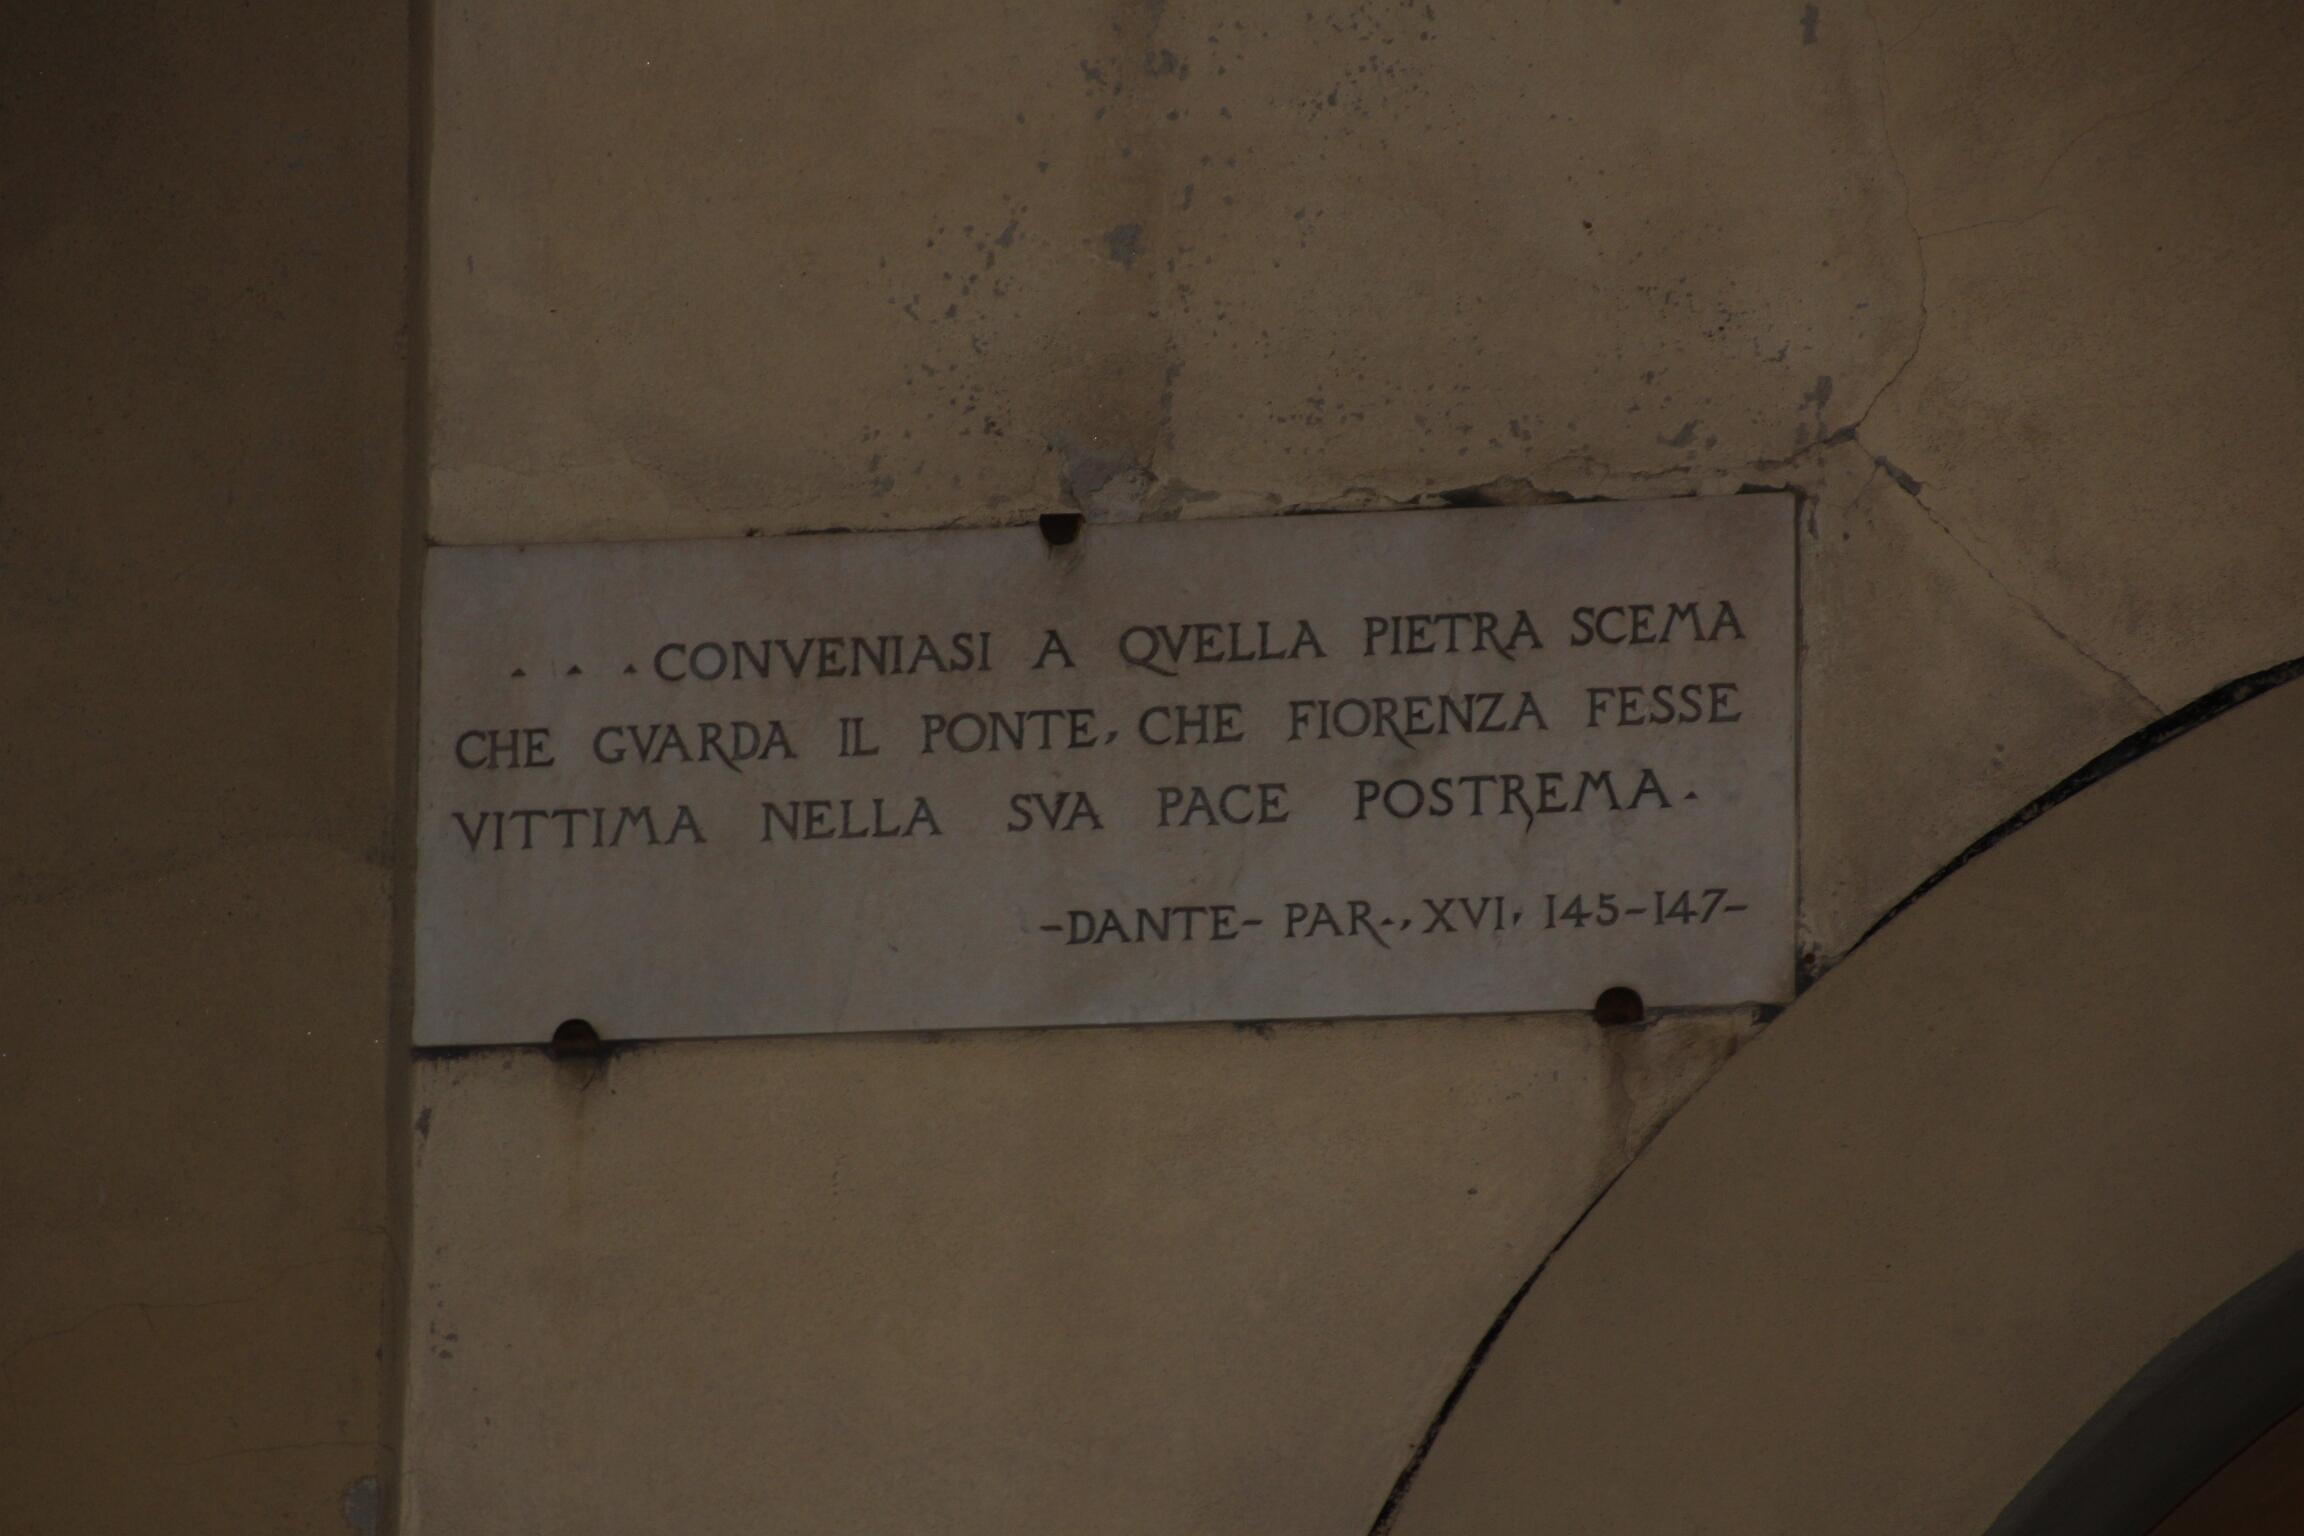 . . . . CONVENIASI A QVELLA PIETRA SCEMA
CHE GVARDA IL PONTE, CHE FIORENZA FESSE
VITTIMA NELLA SVA PACE POSTREMA.
-DANTE- PAR., XVI, 145-147-